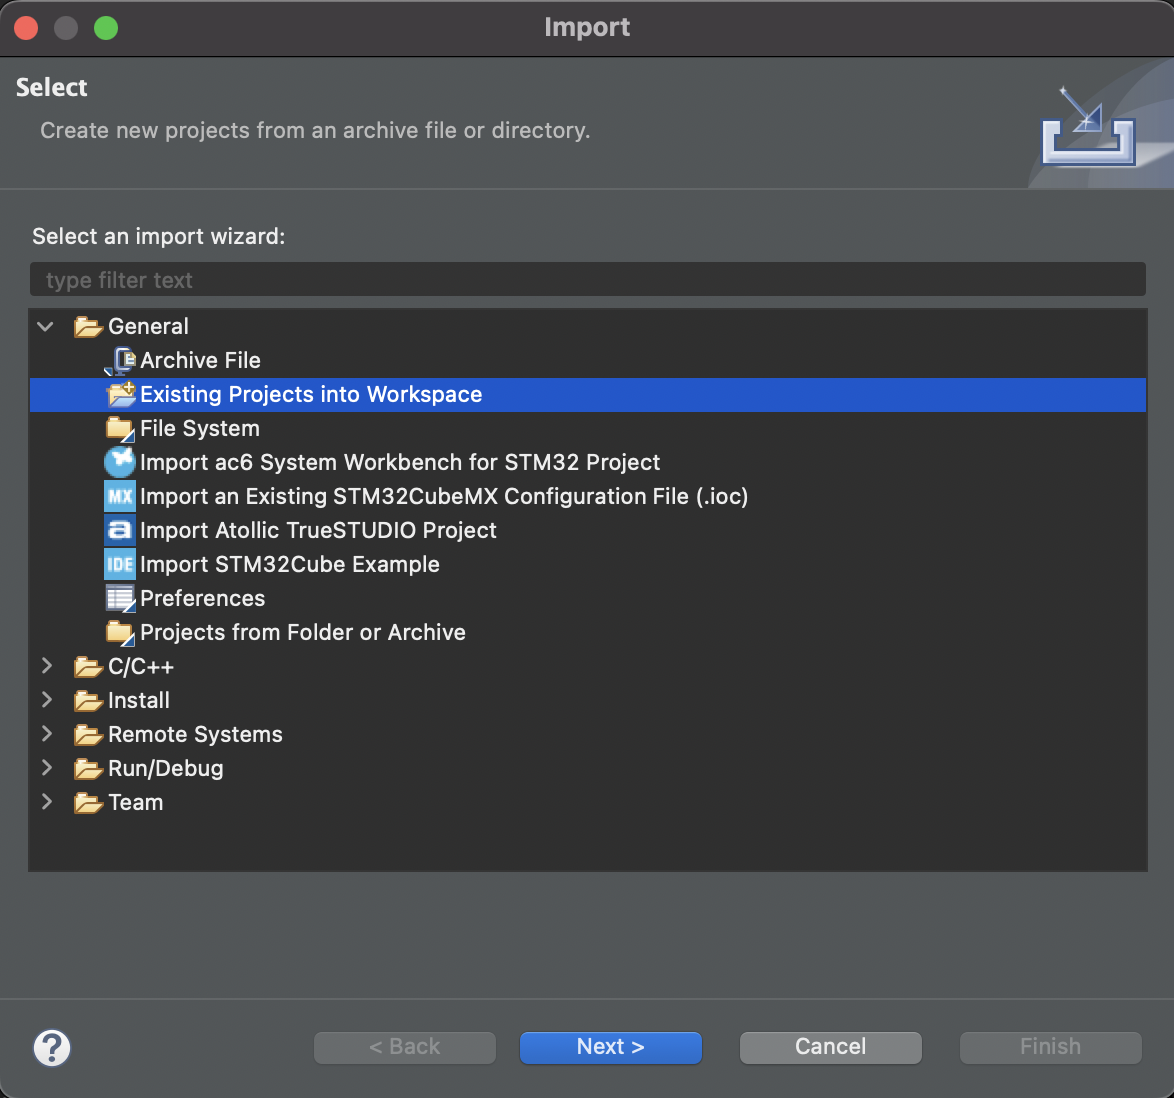 Import
Select
Create new projects from an archive file or directory.
Select an import wizard:
type filter text
General
Archive File
Existing Projects into Workspace
File System
Import ac6 System Workbench for STM32 Project
MX Import an Existing STM32CubeMX Configuration File (.ioc)
a Import Atollic TrueSTUDIO Project
IDE Import STM32Cube Example
Preferences
Projects from Folder or Archive
C/C++
Install
Remote Systems
Run/Debug
Team
? < Back Next > Cancel Finish